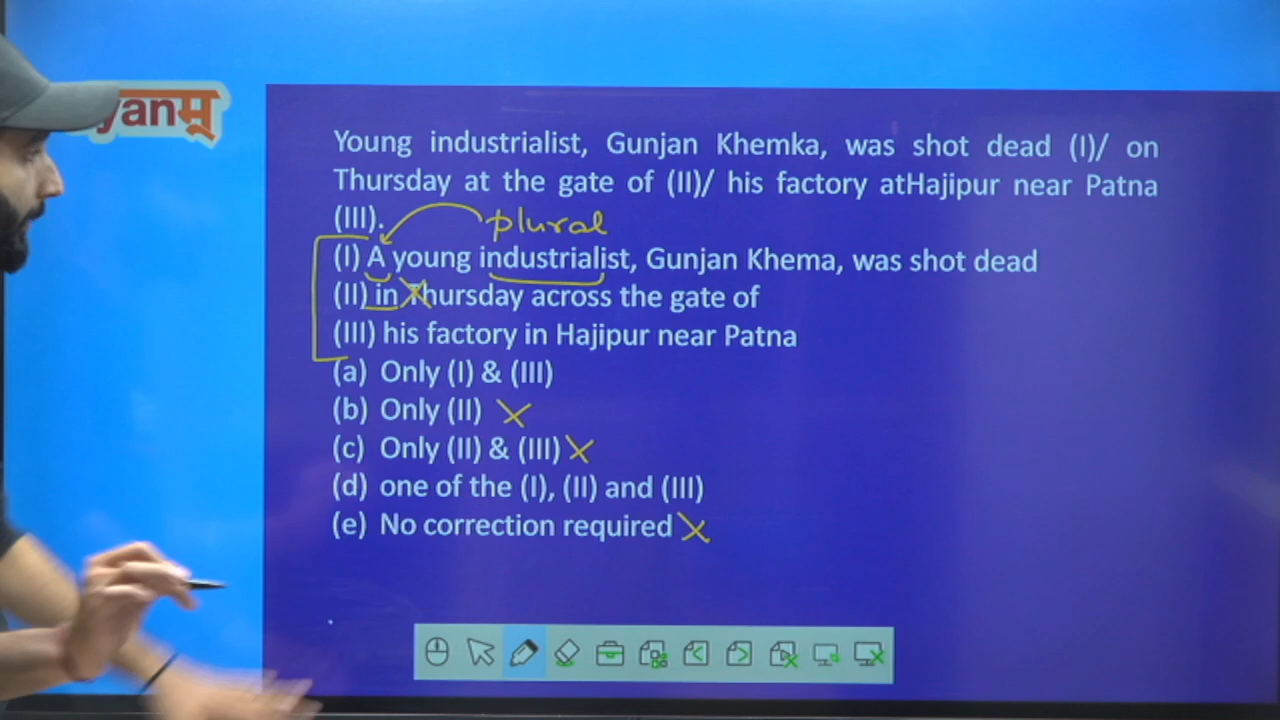 yanम्
Young industrialist, Gunjan Khemka, was shot dead (I)/ on
Thursday at the gate of (II)/ his factory atHajipur near Patna
(III).
plural
(I) A young industrialist, Gunjan Khema, was shot dead
(II) in Thursday across the gate of
(III) his factory in Hajipur near Patna
(a) Only (I) & (III)
(b) Only (II)
(c) Only (II) & (III)
(d) one of the (I), (II) and (III)
(e) No correction required